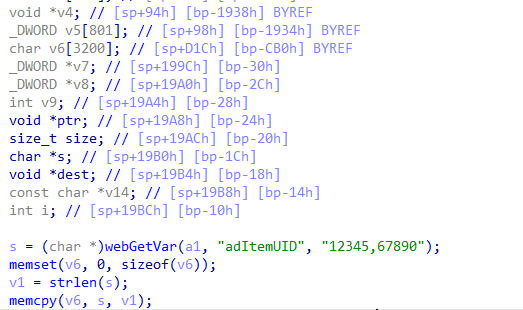 void *v4; // [sp+94h] [bp-1938h] BYREF
_DWORD v5[801]; // [sp+98h] [bp-1934h] BYREF
char v6[3200]; // [sp+D1Ch] [bp-CB0h] BYREF
_DWORD *v7; // [sp+199Ch] [bp-30h]
_DWORD *v8; // [sp+19A0h] [bp-2Ch]
int v9; // [sp+19A4h] [bp-28h]
void *ptr; // [sp+19A8h] [bp-24h]
size_t size; // [sp+19ACh] [bp-20h]
char *s; // [sp+19B0h] [bp-1Ch]
void *dest; // [sp+19B4h] [bp-18h]
const char *v14; // [sp+19B8h] [bp-14h]
int i; // [sp+19BCh] [bp-10h]
s = (char *)webGetVar(a1, "adItemUID", "12345,67890");
memset(v6, 0, sizeof(v6));
v1 = strlen(s);
memcpy(v6, s, v1);